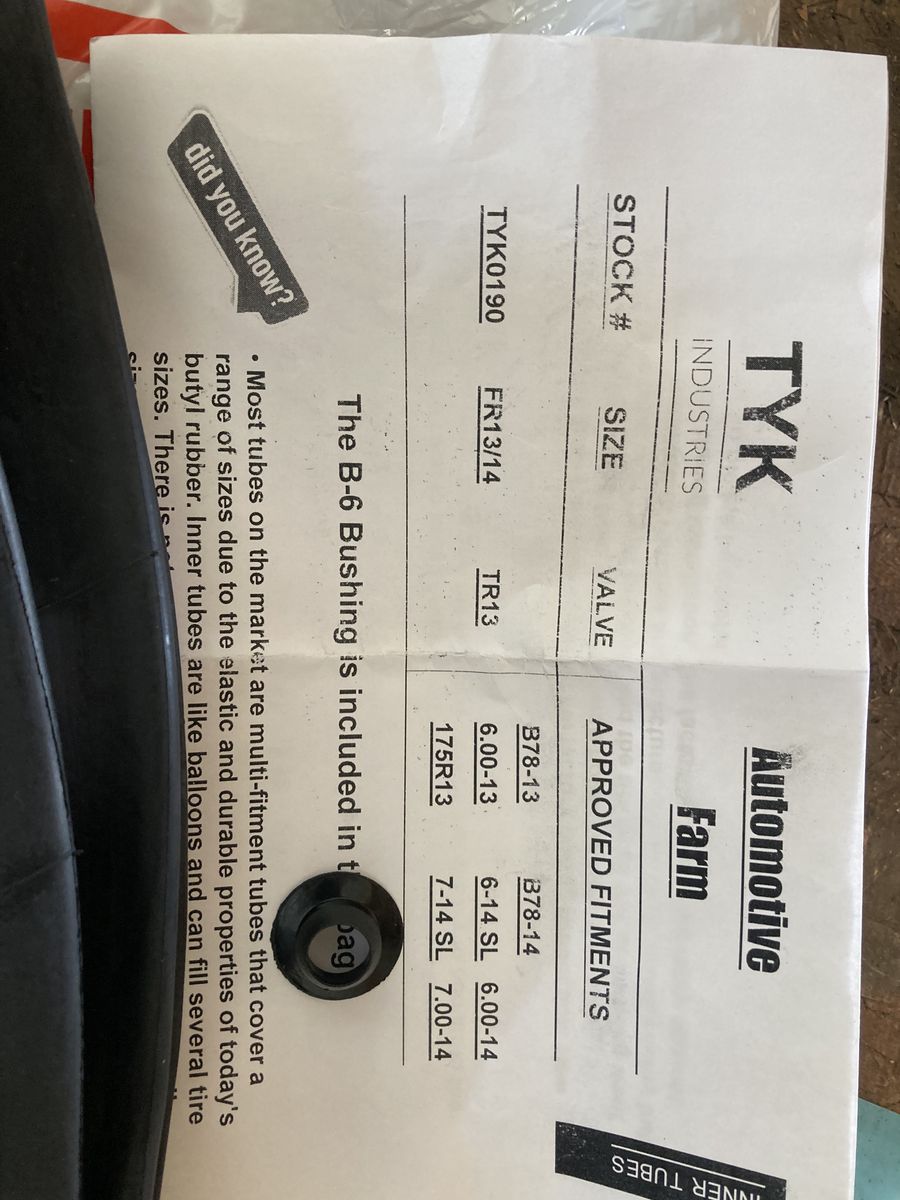 TYK
INDUSTRIES
Automotive
Farm
INNER TUBES
STOCK # SIZE VALVE APPROVED FITMENTS
B78-13 B78-14
TYK0190 FR13/14 TR13 6.00-13 6-14 SL 6.00-14
175R13 7-14 SL 7.00-14
The B-6 Bushing is included in bag
did you know?
• Most tubes on the market are multi-fitment tubes that cover a
range of sizes due to the elastic and durable properties of today's
butyl rubber. Inner tubes are like balloons and can fill several tire
sizes. There is